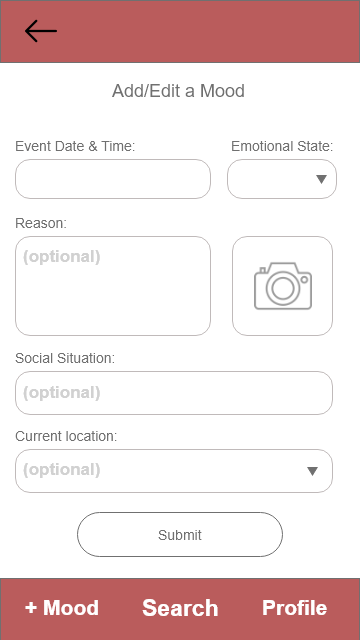 Add/Edit a Mood
Event Date & Time:
Emotional State:
Reason:
(optional)
Social Situation:
(optional)
Current location:
(optional)
Submit
+ Mood Search Profile